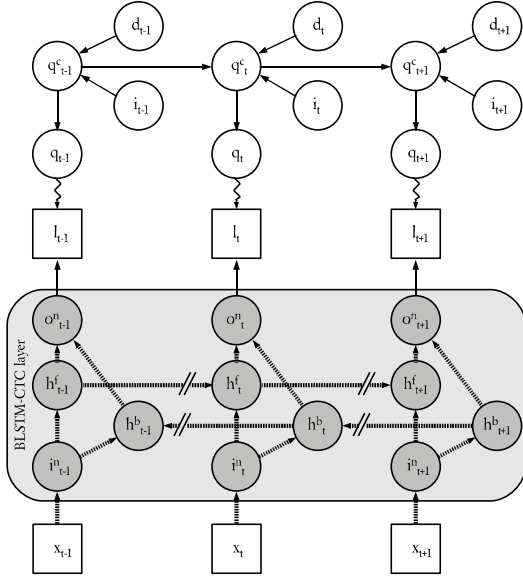 d_{t-1} d_t d_{t+1}
q^c_{t-1} q^c_t q^c_{t+1}
i_{t-1} i_t i_{t+1}
q_{t-1} q_t q_{t+1}
l_{t-1} l_t l_{t+1}
BLSTM-CTC layer
o^n_{t-1} o^n_t o^n_{t+1}
h^f_{t-1} h^f_t h^f_{t+1}
h^b_{t-1} h^b_t h^b_{t+1}
i^n_{t-1} i^n_t i^n_{t+1}
x_{t-1} x_t x_{t+1}